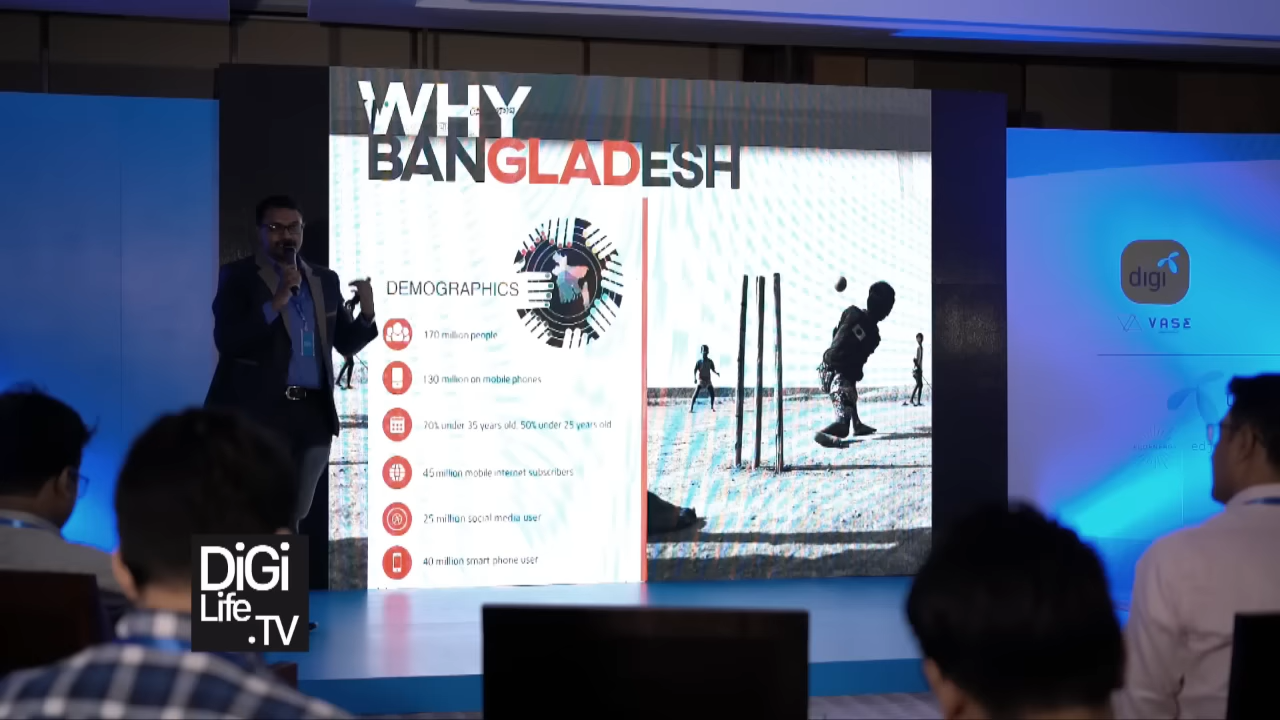 WHY
BANGLADESH
DEMOGRAPHICS
170 million people
130 million on mobile phones
70% under 35 years old, 50% under 25 years old
45 million mobile internet subscribers
25 million social media user
40 million smart phone user
digi
VASE
DiGi
Life
.TV